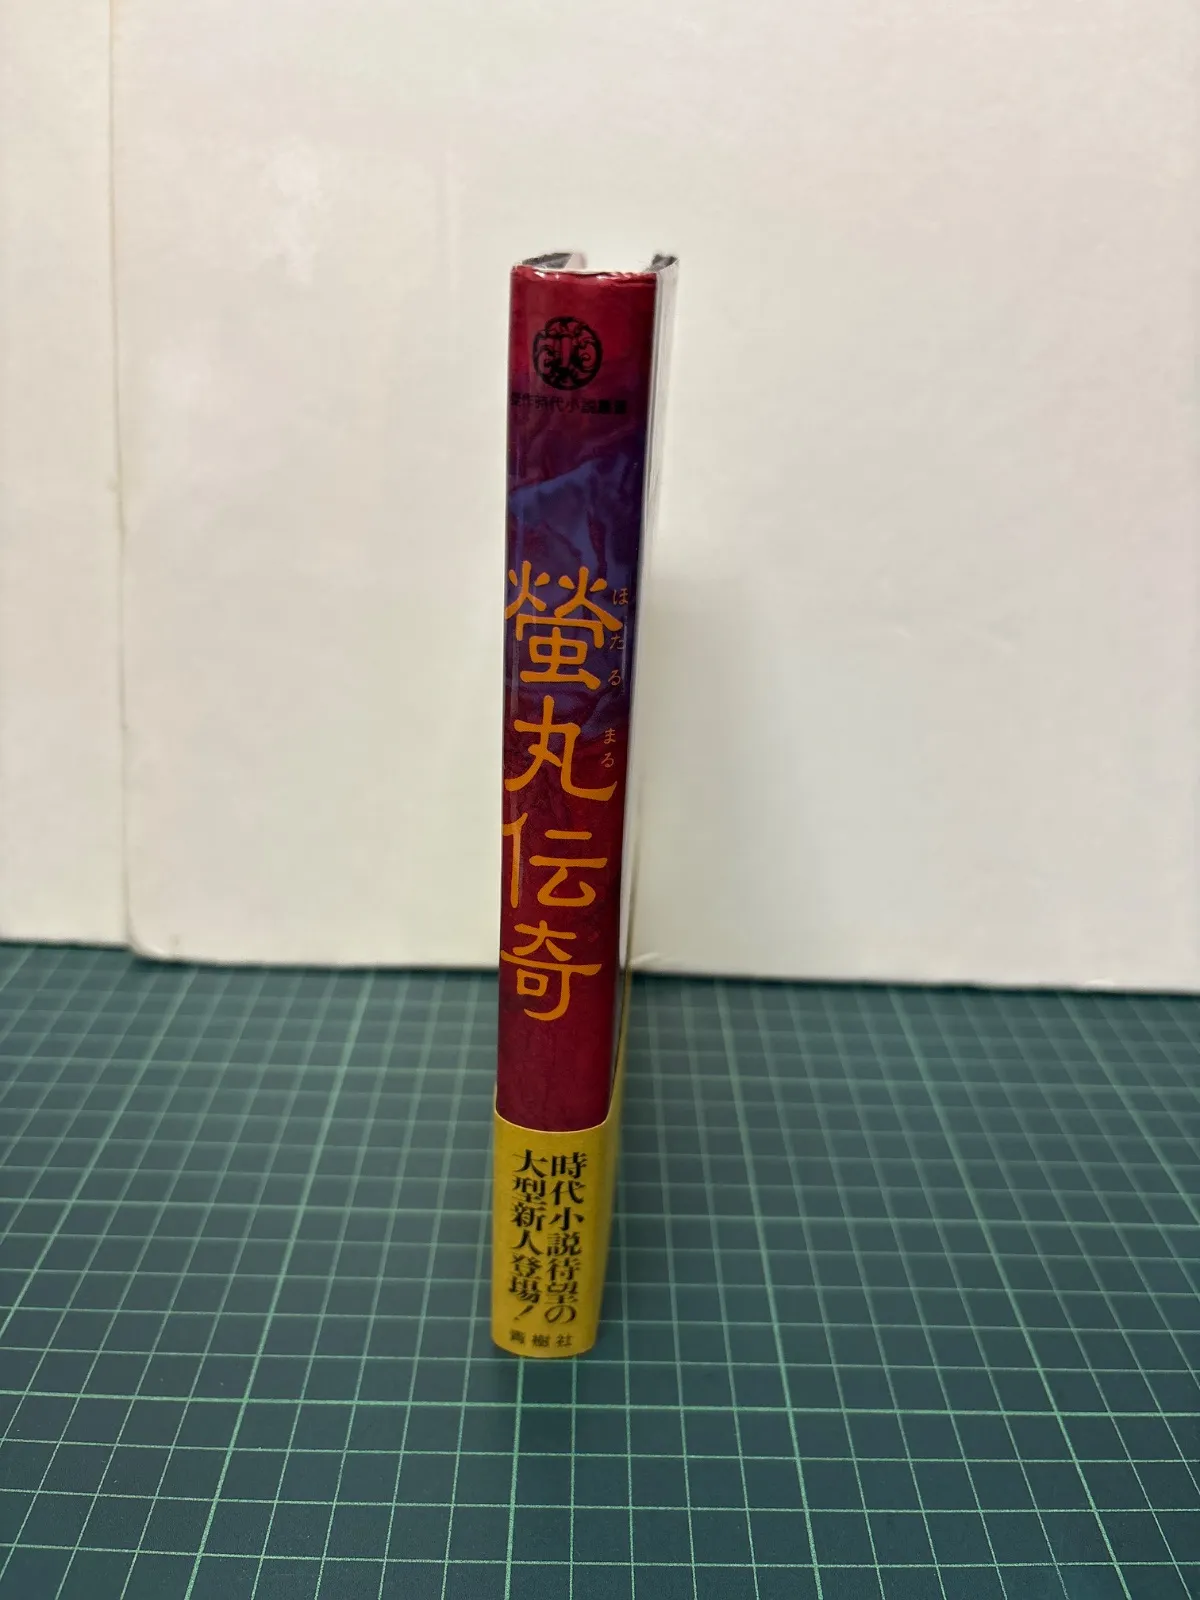 傑作時代小説叢書
螢丸伝奇
ほたる まる
時代小説待望の
大型新人登場!
青樹社